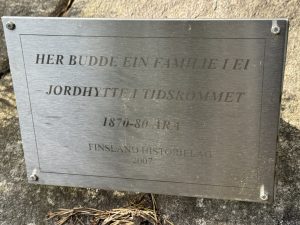 HER BUDDE EIN FAMILIE I EI
JORDHYTTE I TIDSROMMET
1870-80 ÅRA
FINSLAND HISTORIELAG
2007